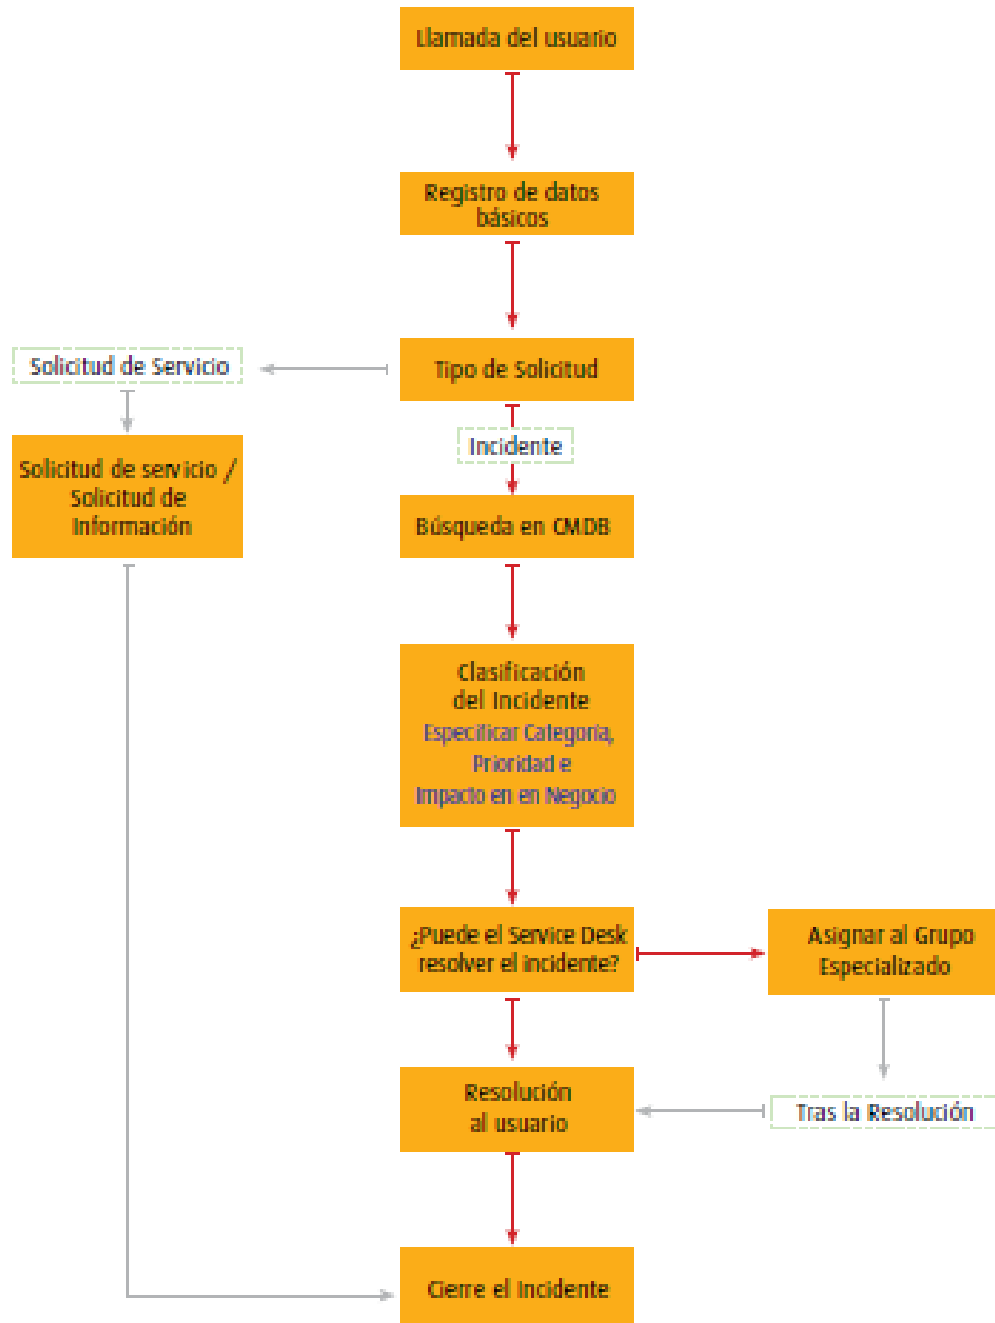 Llamada del usuario
Registro de datos
básicos
Solicitud de Servicio
Tipo de Solicitud
Incidente
Solicitud de servicio /
Solicitud de
Información
Búsqueda en CMDB
Clasificación
del Incidente
Especificar Categoría,
Prioridad e
Impacto en en Negocio
¿Puede el Service Desk
resolver el incidente?
Asignar al Grupo
Especializado
Resolución
al usuario
Tras la Resolución
Cierre el Incidente